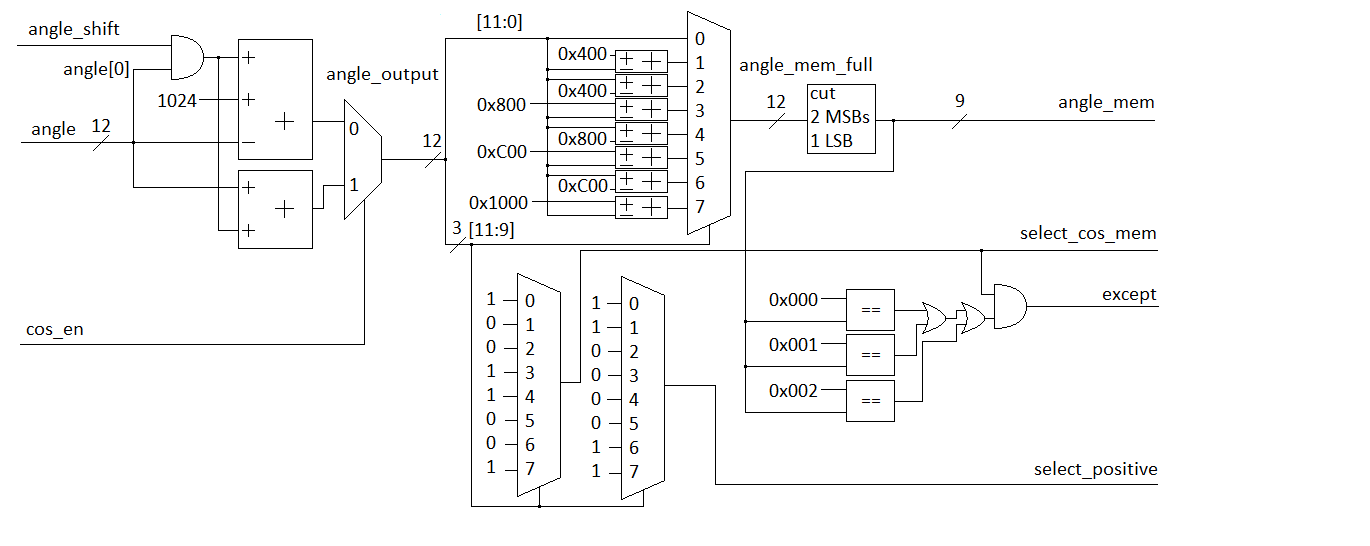 angle_shift
angle[0]
1024
angle
12
+
+
−
+
+
+
+
angle_output
0
1
cos_en
12
[11:0]
0x400
0x400
0x800
0x800
0xC00
0xC00
0x1000
+
−
+
+
−
+
+
−
+
+
−
+
+
−
+
+
−
+
+
−
+
0
1
2
3
4
5
6
7
3
[11:9]
angle_mem_full
12
cut
2 MSBs
1 LSB
9
angle_mem
select_cos_mem
1 0
0 1
0 2
1 3
1 4
0 5
0 6
1 7
1 0
1 1
0 2
0 3
0 4
0 5
1 6
1 7
0x000
==
0x001
==
0x002
==
except
select_positive